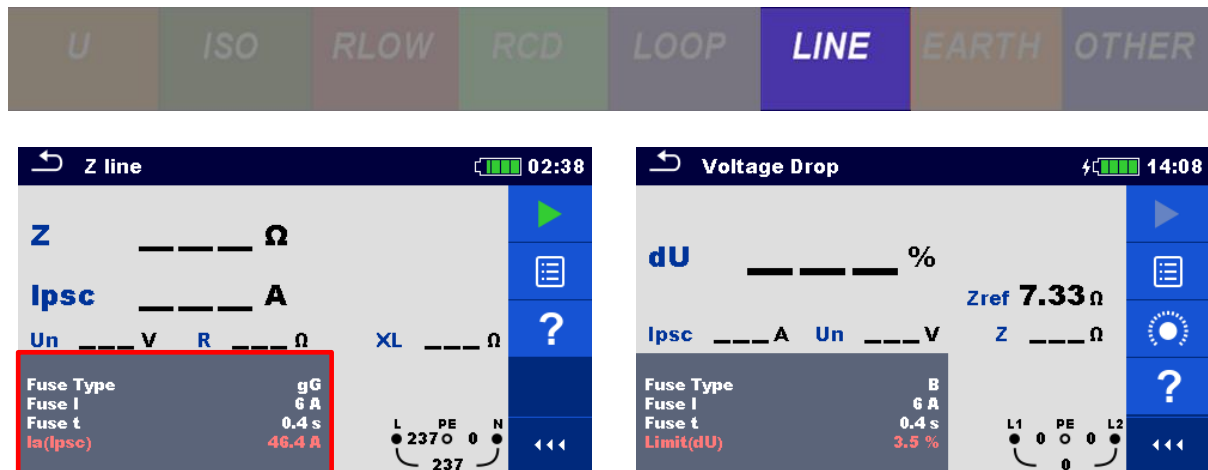 U ISO RLOW RCD LOOP LINE EARTH OTHER
Z line 02:38
Z ___ Ω
Ipsc ___ A
Un ___ V R ___ Ω XL ___ Ω
?
Fuse Type gG
Fuse I 6 A
Fuse t 0.4 s
Ia(Ipsc) 46.4 A
L PE N
237 0
237
Voltage Drop 14:08
dU ___ %
Zref 7.33 Ω
Ipsc ___ A Un ___ V Z ___ Ω
?
Fuse Type B
Fuse I 6 A
Fuse t 0.4 s
Limit(dU) 3.5 %
L1 PE L2
0 0
0